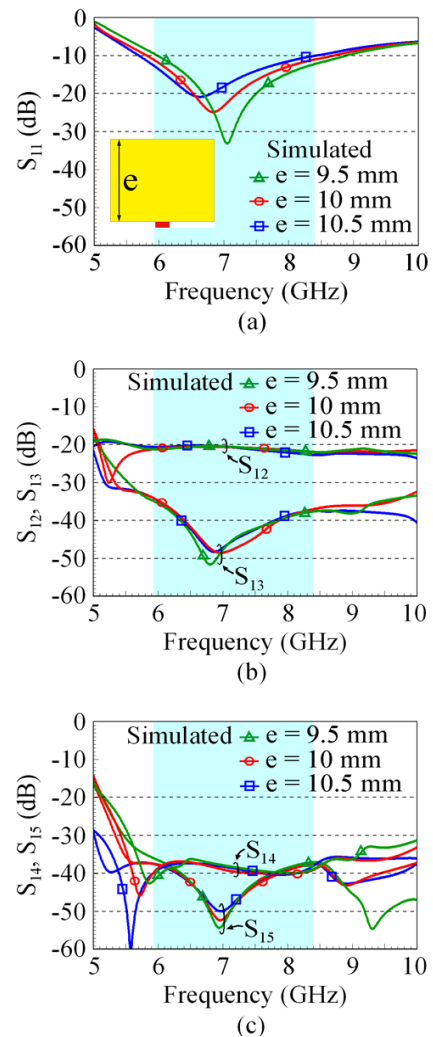 0
-10
-20
-30
-40
-50
-60
S11 (dB)
e
Simulated
e = 9.5 mm
e = 10 mm
e = 10.5 mm
5 6 7 8 9 10
Frequency (GHz)
(a)
0
-10
-20
-30
-40
-50
-60
S12, S13 (dB)
Simulated
e = 9.5 mm
e = 10 mm
e = 10.5 mm
S12
S13
5 6 7 8 9 10
Frequency (GHz)
(b)
0
-10
-20
-30
-40
-50
-60
S14, S15 (dB)
Simulated
e = 9.5 mm
e = 10 mm
e = 10.5 mm
S14
S15
5 6 7 8 9 10
Frequency (GHz)
(c)